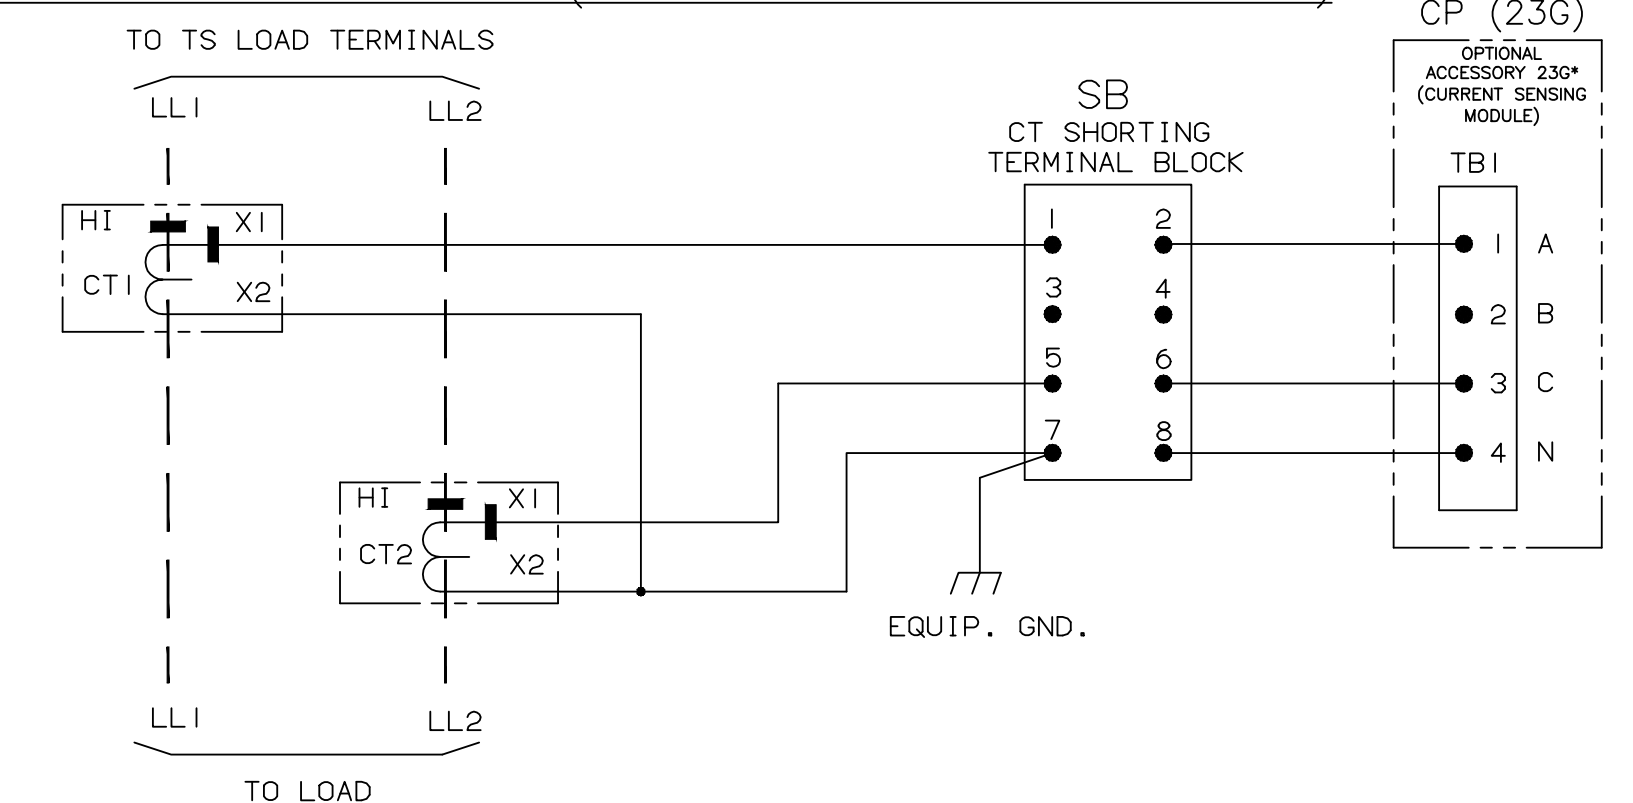 CP (23G)
TO TS LOAD TERMINALS
OPTIONAL
ACCESSORY 23G*
(CURRENT SENSING
MODULE)
LL1
LL2
SB
CT SHORTING
TERMINAL BLOCK
TB1
H1
X1
CT1
X2
1
2
3
4
5
6
7
8
1 A
2 B
3 C
4 N
H1
X1
CT2
X2
EQUIP. GND.
LL1
LL2
TO LOAD